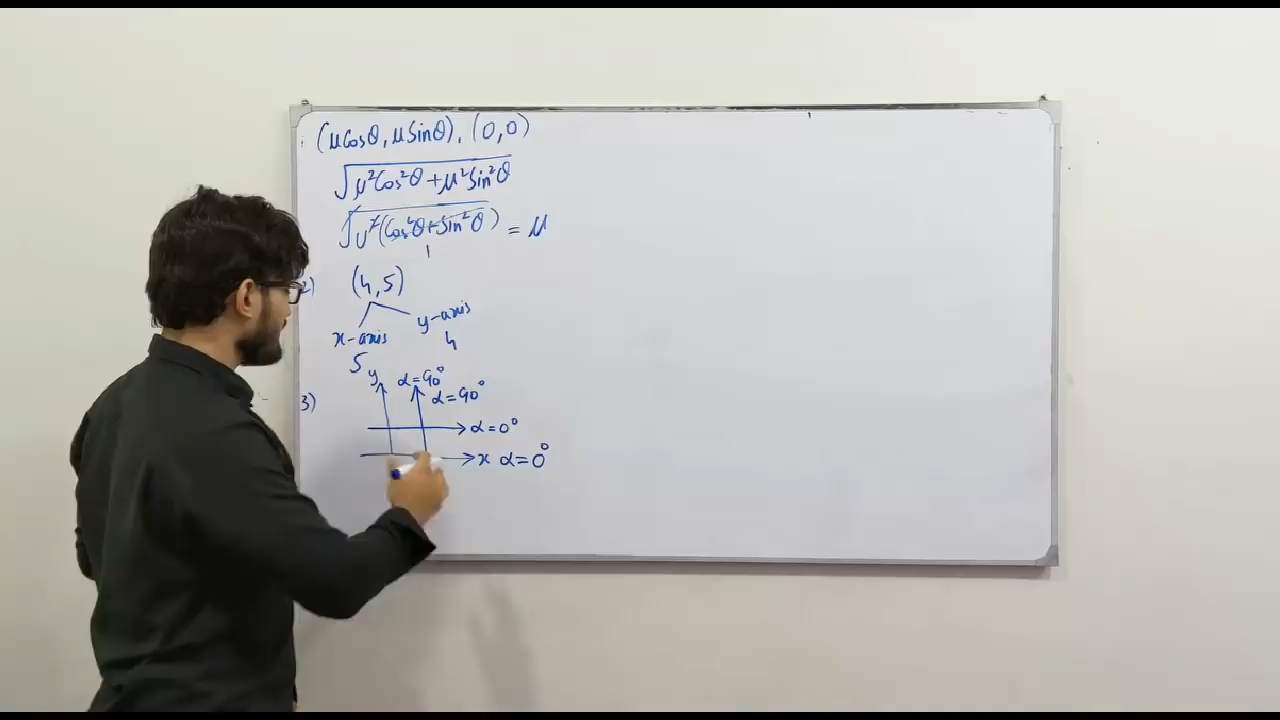 (μCosθ, μSinθ). (0,0)
√μ²Cos²θ + μ²Sin²θ
√μ²(Cos²θ+Sin²θ) = μ
1
2) (4,5)
x-axis y-axis
5 4
3) y α=90°
α=90°
α=0°
x α=0°